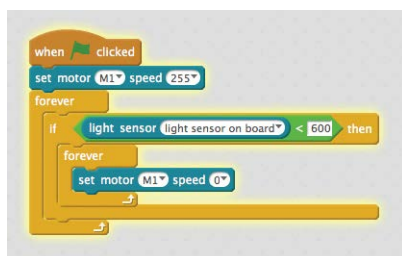 when clicked
set motor M1 speed 255
forever
if light sensor light sensor on board < 600 then
forever
set motor M1 speed 0